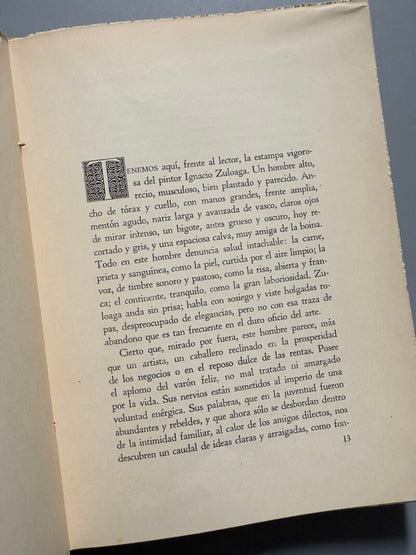 TENEMOS aquí, frente al lector, la estampa vigoro-
sa del pintor Ignacio Zuloaga. Un hombre alto,
recio, musculoso, bien plantado y parecido. An-
cho de tórax y cuello, con manos grandes, frente amplia,
mentón agudo, nariz larga y avanzada de vasco, claros ojos
de mirar intenso, un bigote, antes grueso y oscuro, hoy re-
cortado y gris, y una espaciosa calva, muy amiga de la boina.
Todo en este hombre denuncia salud intachable: la carne,
prieta y sanguínea, como la piel, curtida por el aire limpio; la
voz, de timbre sonoro y pastoso, como la risa, abierta y fran-
ca; el continente, tranquilo, como la gran laboriosidad. Zu-
loaga anda sin prisa; habla con sosiego y viste holgadas ro-
pas, despreocupado de elegancias, pero no con esa traza de
abandono que es tan frecuente en el duro oficio del arte.
Cierto que, mirado por fuera, este hombre parece, más
que un artista, un caballero reclinado en la prosperidad
de los negocios o en el reposo dulce de las rentas. Posee
el aplomo del varón feliz, no mal tratado ni amargado
por la vida. Sus nervios están sometidos al imperio de una
voluntad enérgica. Sus palabras, que en la juventud fueron
abundantes y rebeldes, y que ahora sólo se desbordan dentro
de la intimidad familiar, al calor de los amigos dilectos, nos
descubren un caudal de ideas claras y arraigadas, como fon-
13